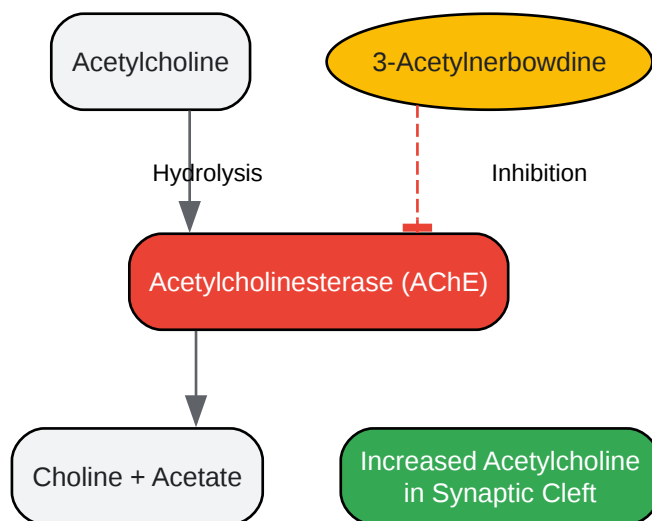 Acetylcholine
3-Acetylnerbowdine
Hydrolysis
Inhibition
Acetylcholinesterase (AChE)
Choline + Acetate
Increased Acetylcholine
in Synaptic Cleft